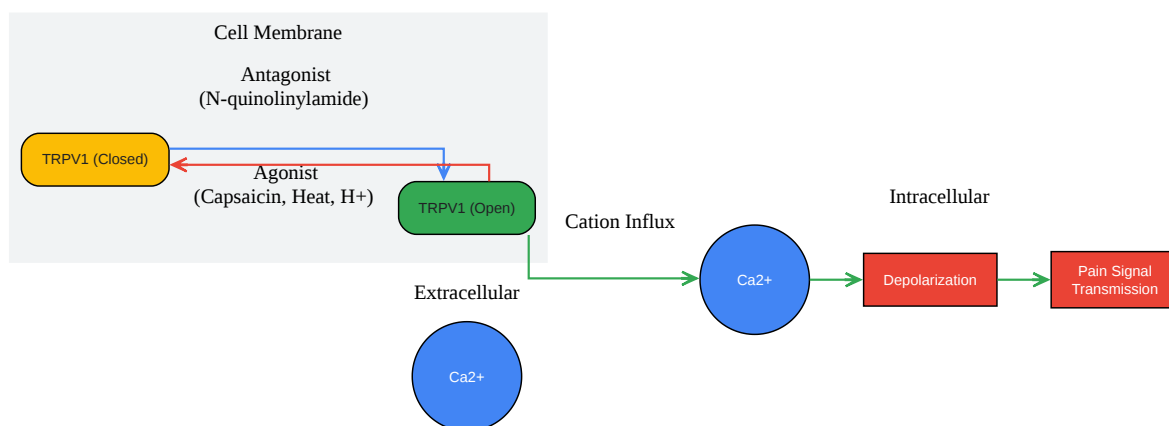 Cell Membrane
Antagonist
(N-quinolinylamide)
TRPV1 (Closed)
Agonist
(Capsaicin, Heat, H+)
TRPV1 (Open)
Cation Influx
Intracellular
Ca2+
Depolarization
Pain Signal
Transmission
Extracellular
Ca2+